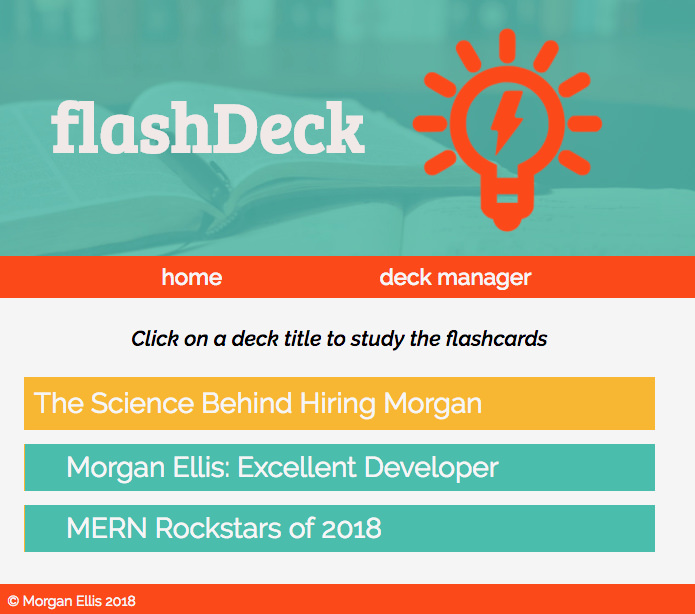 flashDeck
home deck manager
Click on a deck title to study the flashcards
The Science Behind Hiring Morgan
Morgan Ellis: Excellent Developer
MERN Rockstars of 2018
© Morgan Ellis 2018